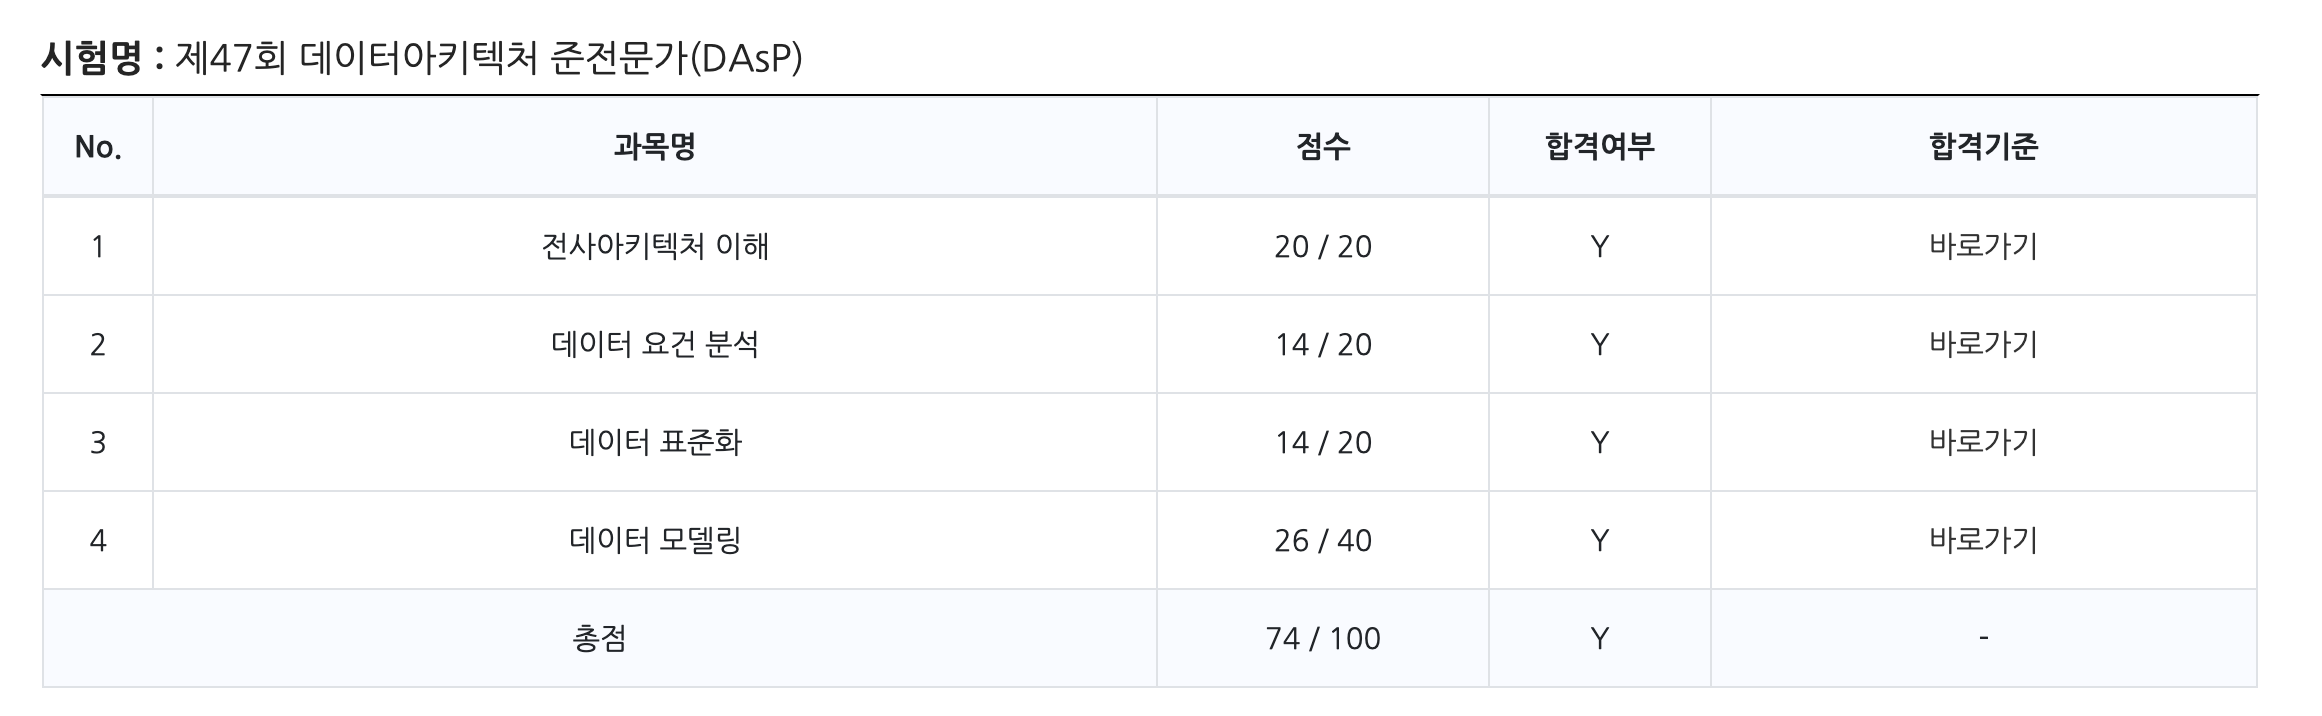 시험명 : 제47회 데이터아키텍처 준전문가(DAsP)
No. 과목명 점수 합격여부 합격기준
1 전사아키텍처 이해 20 / 20 Y 바로가기
2 데이터 요건 분석 14 / 20 Y 바로가기
3 데이터 표준화 14 / 20 Y 바로가기
4 데이터 모델링 26 / 40 Y 바로가기
총점 74 / 100 Y -